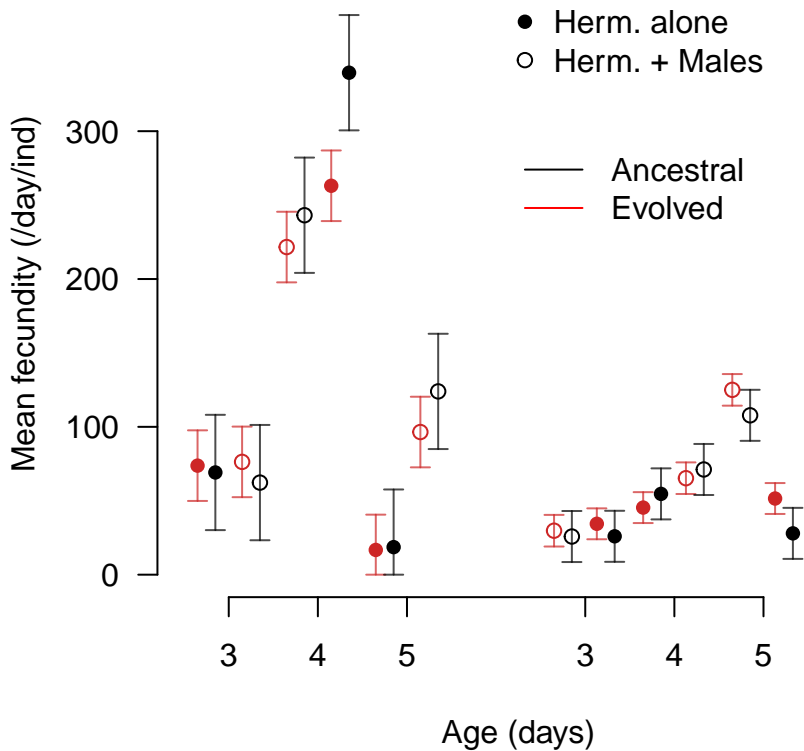 Herm. alone
Herm. + Males
Ancestral
Evolved
Mean fecundity (/day/ind)
300
200
100
0
3 4 5 3 4 5
Age (days)